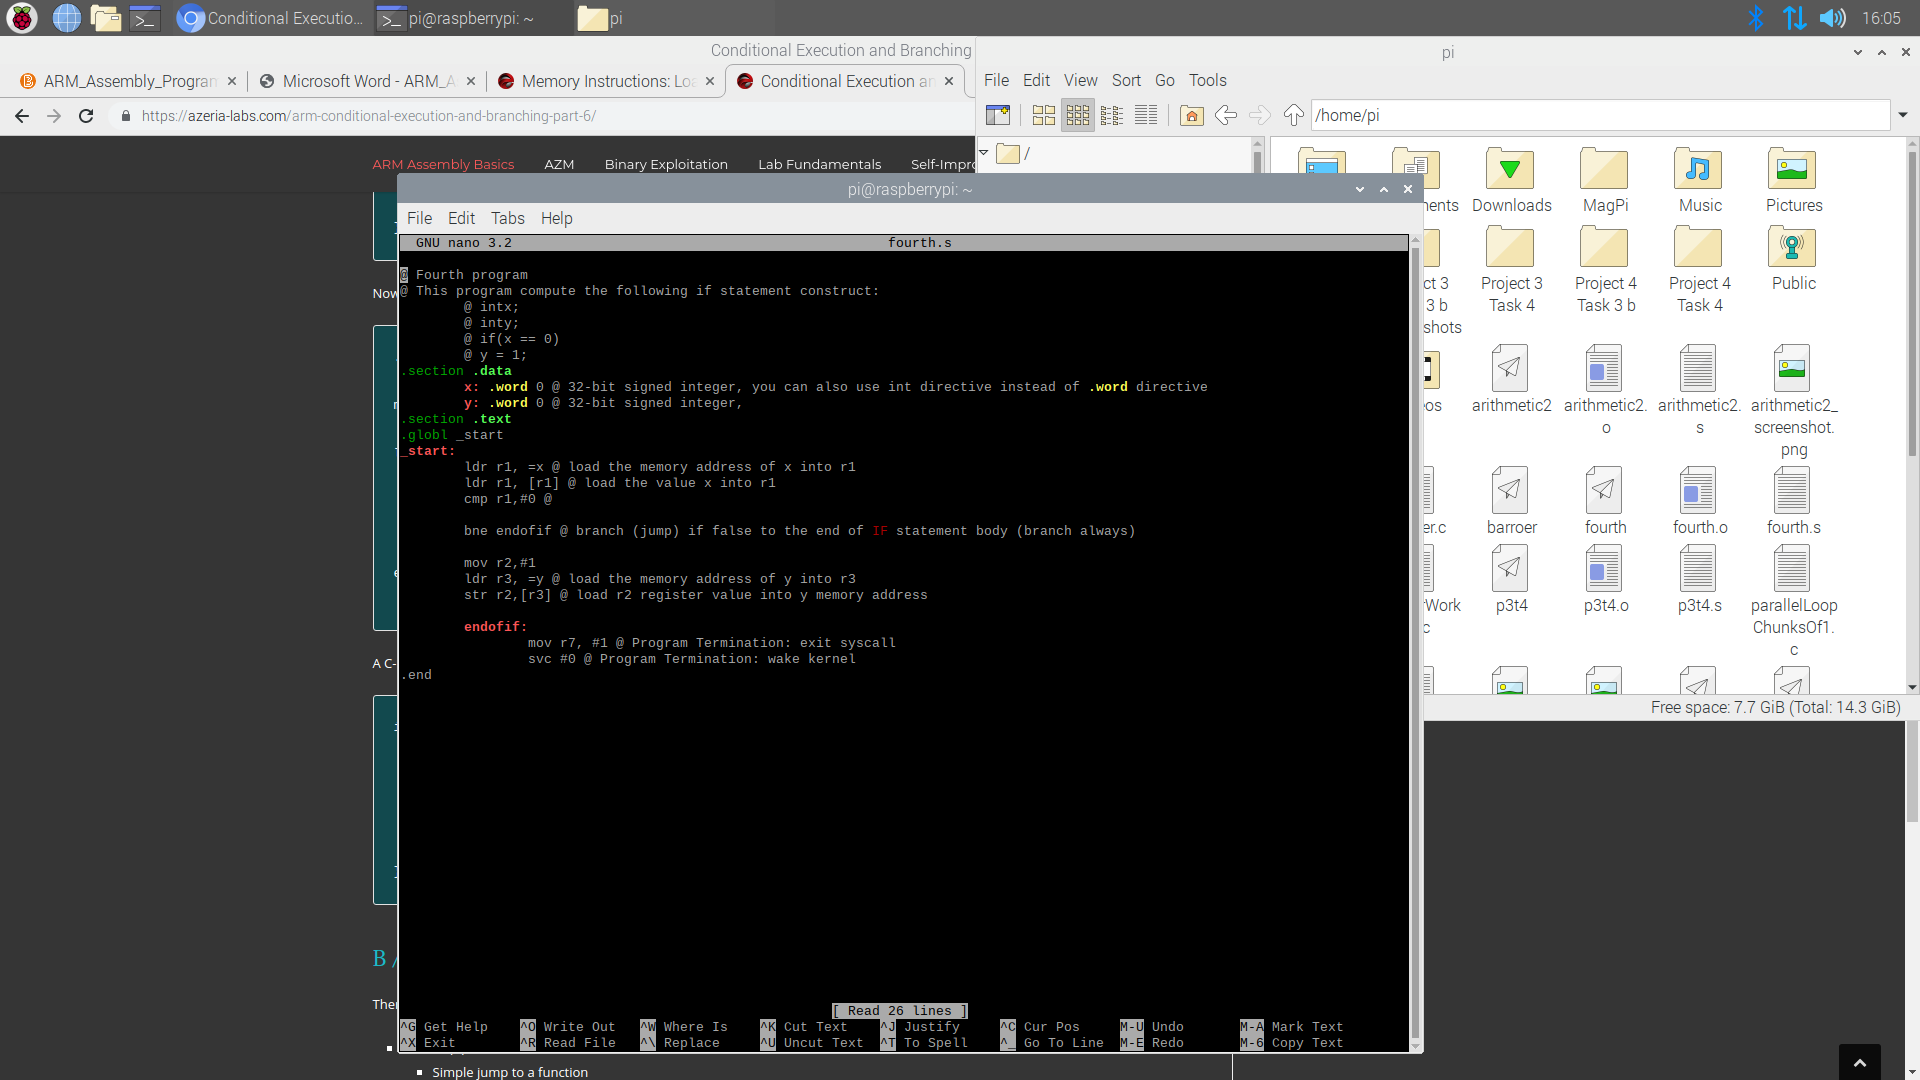 Conditional Executio...
pi@raspberrypi: ~
pi
16:05
Conditional Execution and Branching
ARM_Assembly_Program
Microsoft Word - ARM_A
Memory Instructions: Loa
Conditional Execution an
https://azeria-labs.com/arm-conditional-execution-and-branching-part-6/
ARM Assembly Basics
AZM
Binary Exploitation
Lab Fundamentals
Self-Impro
pi
File Edit View Sort Go Tools
/home/pi
/
ments
Downloads
MagPi
Music
Pictures
ct 3
3 b
shots
Project 3
Task 4
Project 4
Task 3 b
Project 4
Task 4
Public
eos
arithmetic2
arithmetic2.
o
arithmetic2.
s
arithmetic2_
screenshot.
png
er.c
barroer
fourth
fourth.o
fourth.s
Work
c
p3t4
p3t4.o
p3t4.s
parallelLoop
ChunksOf1.
c
Free space: 7.7 GiB (Total: 14.3 GiB)
Now
A C-
B /
Ther
Simple jump to a function
pi@raspberrypi: ~
File Edit Tabs Help
GNU nano 3.2 fourth.s
@ Fourth program
@ This program compute the following if statement construct:
@ intx;
@ inty;
@ if(x == 0)
@ y = 1;
.section .data
x: .word 0 @ 32-bit signed integer, you can also use int directive instead of .word directive
y: .word 0 @ 32-bit signed integer,
.section .text
.globl _start
_start:
ldr r1, =x @ load the memory address of x into r1
ldr r1, [r1] @ load the value x into r1
cmp r1,#0 @
bne endofif @ branch (jump) if false to the end of IF statement body (branch always)
mov r2,#1
ldr r3, =y @ load the memory address of y into r3
str r2,[r3] @ load r2 register value into y memory address
endofif:
mov r7, #1 @ Program Termination: exit syscall
svc #0 @ Program Termination: wake kernel
.end
[ Read 26 lines ]
^G Get Help ^O Write Out ^W Where Is ^K Cut Text ^J Justify ^C Cur Pos M-U Undo M-A Mark Text
^X Exit ^R Read File ^\ Replace ^U Uncut Text ^T To Spell ^_ Go To Line M-E Redo M-6 Copy Text